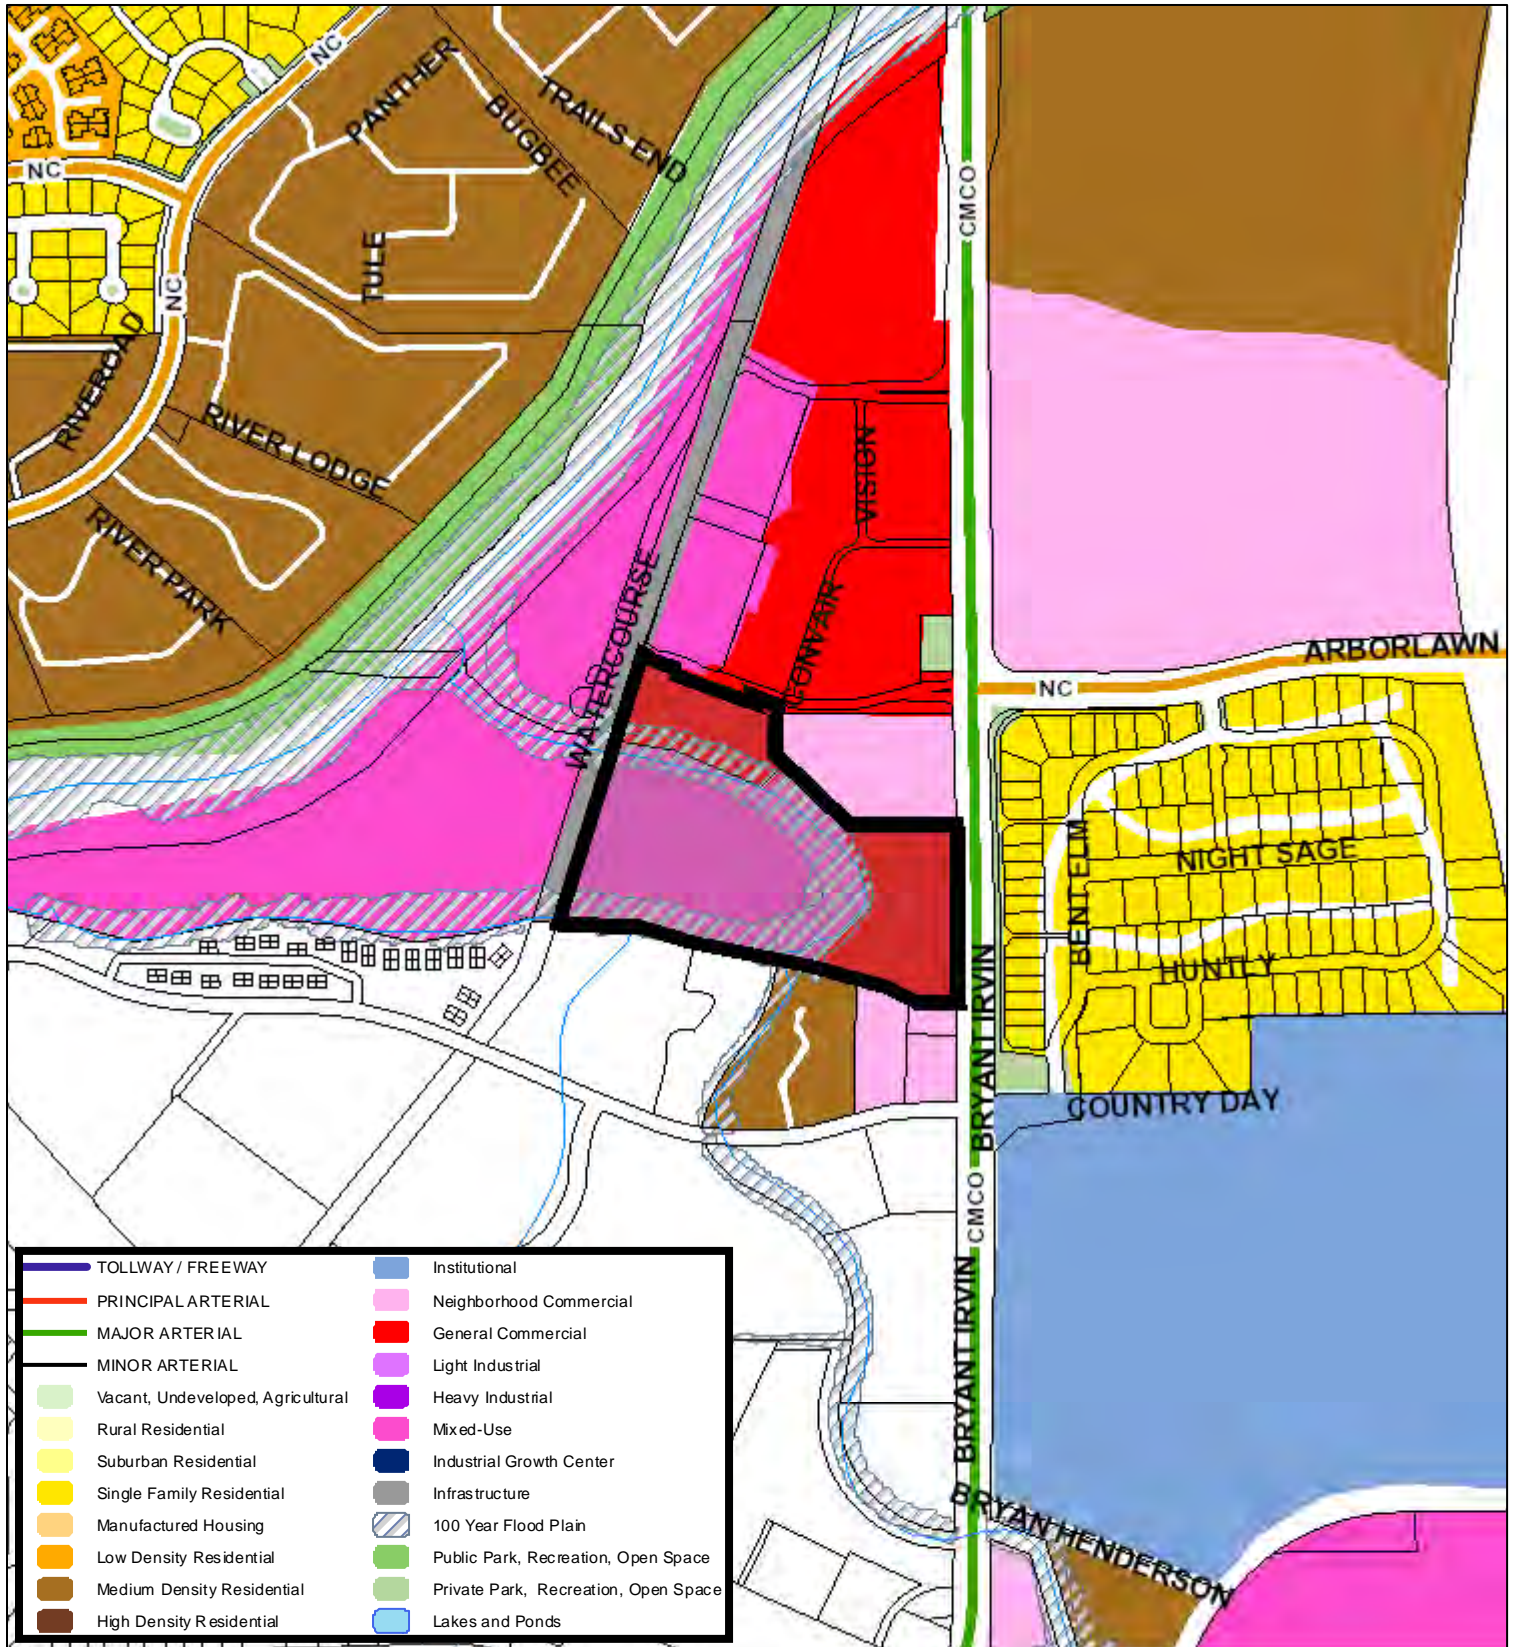 NC
PANTHER
BUGBEE
TRAILS END
NC
CMCO
TULE
NC
RIVEROAD
RIVER LODGE
VISION
RIVER PARK
WATERCOURSE
CONVAIR
ARBORLAWN
NC
BENT ELM
NIGHT SAGE
HUNTLY
BRYANT IRVIN
COUNTRY DAY
CMCO
BRYANT IRVIN
BRYAN HENDERSON
TOLLWAY / FREEWAY
PRINCIPAL ARTERIAL
MAJOR ARTERIAL
MINOR ARTERIAL
Vacant, Undeveloped, Agricultural
Rural Residential
Suburban Residential
Single Family Residential
Manufactured Housing
Low Density Residential
Medium Density Residential
High Density Residential
Institutional
Neighborhood Commercial
General Commercial
Light Industrial
Heavy Industrial
Mixed-Use
Industrial Growth Center
Infrastructure
100 Year Flood Plain
Public Park, Recreation, Open Space
Private Park, Recreation, Open Space
Lakes and Ponds